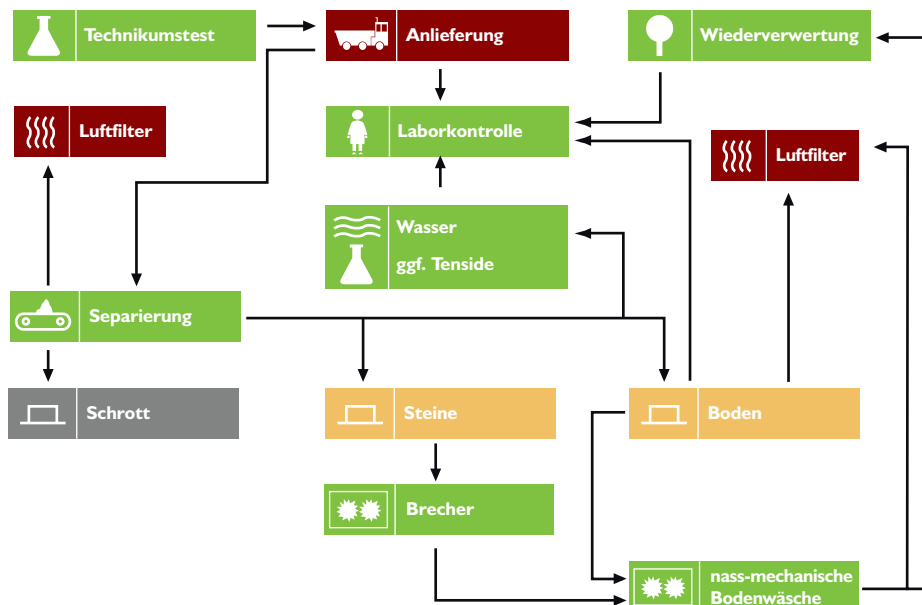 Technikumstest
Anlieferung
Wiederverwertung
Luftfilter
Laborkontrolle
Luftfilter
Wasser
ggf. Tenside
Separierung
Schrott
Steine
Boden
Brecher
nass-mechanische
Bodenwäsche